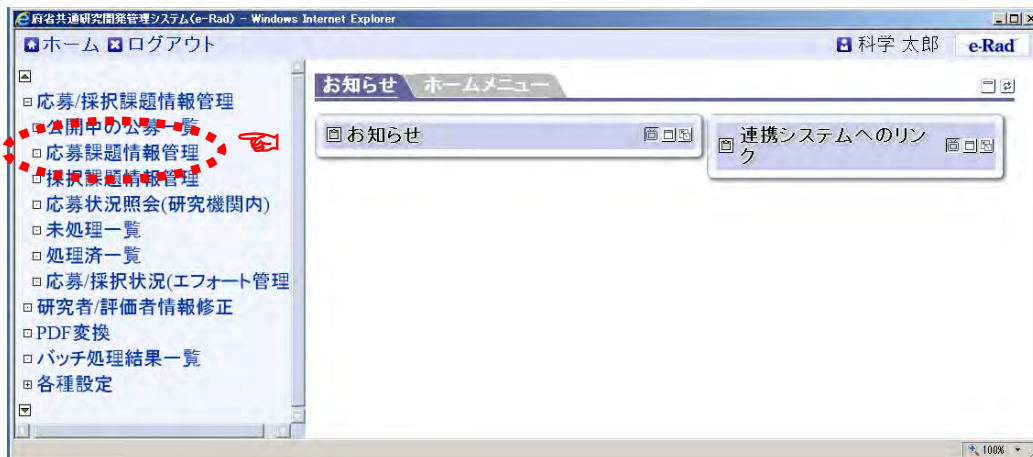 府省共通研究開発管理システム(e-Rad) - Windows Internet Explorer
ホーム ログアウト
科学 太郎 e-Rad
応募/採択課題情報管理
公開中の公募一覧
応募課題情報管理
採択課題情報管理
応募状況照会(研究機関内)
未処理一覧
処理済一覧
応募/採択状況(エフォート管理
研究者/評価者情報修正
PDF変換
バッチ処理結果一覧
各種設定
お知らせ ホームメニュー
お知らせ
連携システムへのリン
ク
100%